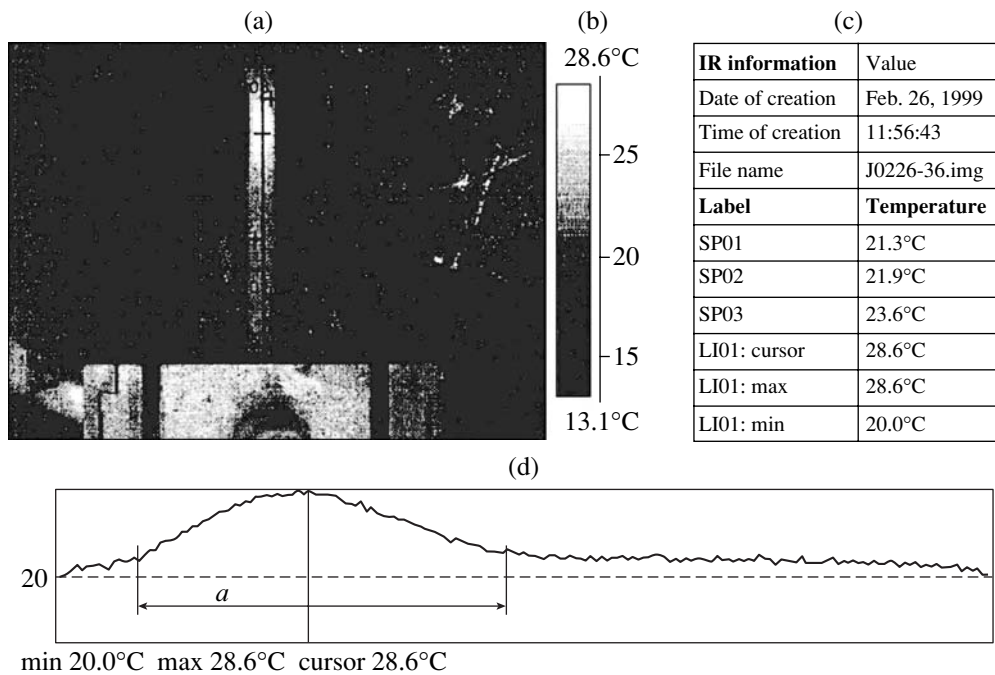 (a)
(b)
(c)
28.6°C
25
20
15
13.1°C
IR information Value
Date of creation Feb. 26, 1999
Time of creation 11:56:43
File name J0226-36.img
Label Temperature
SP01 21.3°C
SP02 21.9°C
SP03 23.6°C
LI01: cursor 28.6°C
LI01: max 28.6°C
LI01: min 20.0°C
(d)
20
a
min 20.0°C max 28.6°C cursor 28.6°C